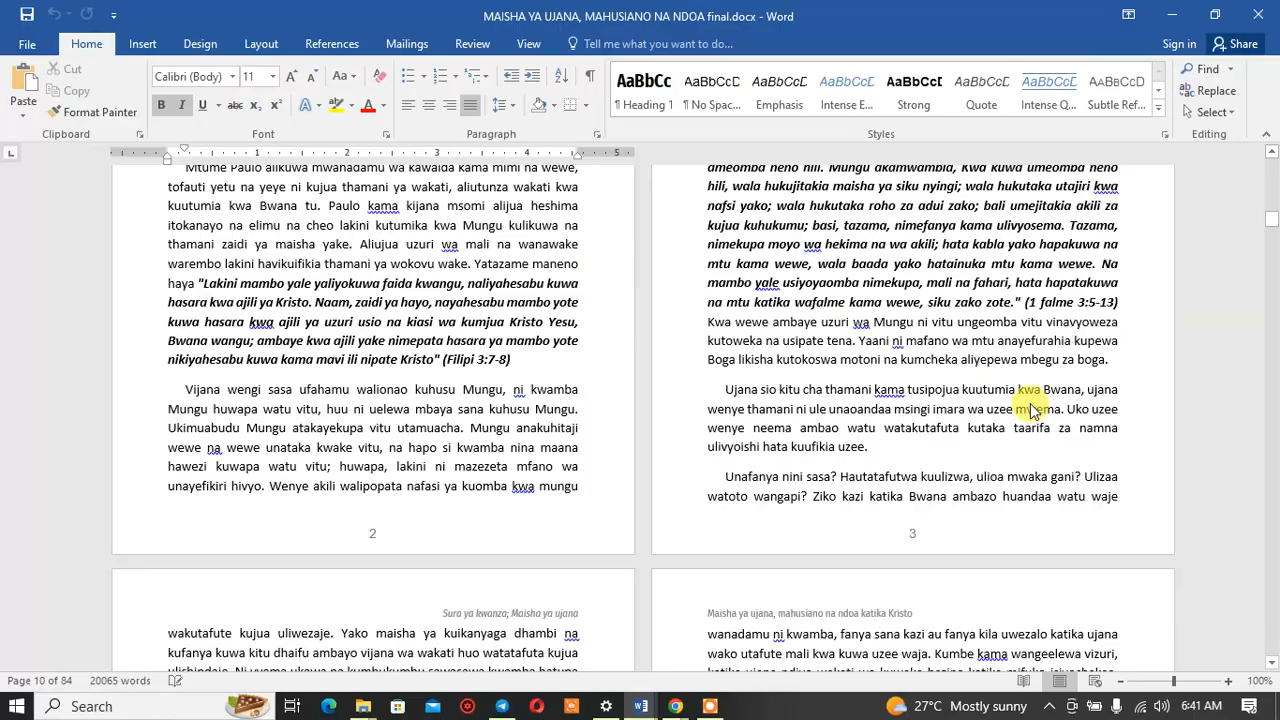 MAISHA YA UJANA, MAHUSIANO NA NDOA final.docx - Word
File Home Insert Design Layout References Mailings Review View Tell me what you want to do... Sign in Share
Paste
Cut
Copy
Format Painter
Clipboard
Calibri (Body) 11
Font
Paragraph
AaBbCc AaBbCcD AaBbCcD AaBbCcD AaBbCcD AaBbCcD AaBbCcD AaBbCcD
¶ Heading 1 ¶ No Spac... Emphasis Intense E... Strong Quote Intense Q... Subtle Ref...
Styles
Find
Replace
Select
Editing
1 2 3 4 5
Mtume Paulo alikuwa mwanadamu wa kawaida kama mimi na wewe,
tofauti yetu na yeye ni kujua thamani ya wakati, aliutunza wakati kwa
kuutumia kwa Bwana tu. Paulo kama kijana msomi alijua heshima
itokanayo na elimu na cheo lakini kutumika kwa Mungu kulikuwa na
thamani zaidi ya maisha yake. Aliujua uzuri wa mali na wanawake
warembo lakini havikuifikia thamani ya wokovu wake. Yatazame maneno
haya "Lakini mambo yale yaliyokuwa faida kwangu, naliyahesabu kuwa
hasara kwa ajili ya Kristo. Naam, zaidi ya hayo, nayahesabu mambo yote
kuwa hasara kwa ajili ya uzuri usio na kiasi wa kumjua Kristo Yesu,
Bwana wangu; ambaye kwa ajili yake nimepata hasara ya mambo yote
nikiyahesabu kuwa kama mavi ili nipate Kristo" (Filipi 3:7-8)
Vijana wengi sasa ufahamu walionao kuhusu Mungu, ni kwamba
Mungu huwapa watu vitu, huu ni uelewa mbaya sana kuhusu Mungu.
Ukimuabudu Mungu atakayekupa vitu utamuacha. Mungu anakuhitaji
wewe na wewe unataka kwake vitu, na hapo si kwamba nina maana
hawezi kuwapa watu vitu; huwapa, lakini ni mazezeta mfano wa
unayefikiri hivyo. Wenye akili walipopata nafasi ya kuomba kwa mungu
2
ameomba neno hili. Mungu akamwambia, Kwa kuwa umeomba neno
hili, wala hukujitakia maisha ya siku nyingi; wala hukutaka utajiri kwa
nafsi yako; wala hukutaka roho za adui zako; bali umejitakia akili za
kujua kuhukumu; basi, tazama, nimefanya kama ulivyosema. Tazama,
nimekupa moyo wa hekima na wa akili; hata kabla yako hapakuwa na
mtu kama wewe, wala baada yako hatainuka mtu kama wewe. Na
mambo yale usiyoyaomba nimekupa, mali na fahari, hata hapatakuwa
na mtu katika wafalme kama wewe, siku zako zote." (1 falme 3:5-13)
Kwa wewe ambaye uzuri wa Mungu ni vitu ungeomba vitu vinavyoweza
kutoweka na usipate tena. Yaani ni mafano wa mtu anayefurahia kupewa
Boga likisha kutokoswa motoni na kumcheka aliyepewa mbegu za boga.
Ujana sio kitu cha thamani kama tusipojua kuutumia kwa Bwana, ujana
wenye thamani ni ule unaoandaa msingi imara wa uzee mwema. Uko uzee
wenye neema ambao watu watakutafuta kutaka taarifa za namna
ulivyoishi hata kuufikia uzee.
Unafanya nini sasa? Hautatafutwa kuulizwa, ulioa mwaka gani? Ulizaa
watoto wangapi? Ziko kazi katika Bwana ambazo huandaa watu waje
3
Sura ya kwanza; Maisha ya ujana
wakutafute kujua uliwezaje. Yako maisha ya kuikanyaga dhambi na
kufanya kuwa kitu dhaifu ambayo vijana wa wakati huo watatafuta kujua
Maisha ya ujana, mahusiano na ndoa katika Kristo
wanadamu ni kwamba, fanya sana kazi au fanya kila uwezalo katika ujana
wako utafute mali kwa kuwa uzee waja. Kumbe kama wangeelewa vizuri,
Page 10 of 84 20065 words 100%
Search 27°C Mostly sunny 6:41 AM